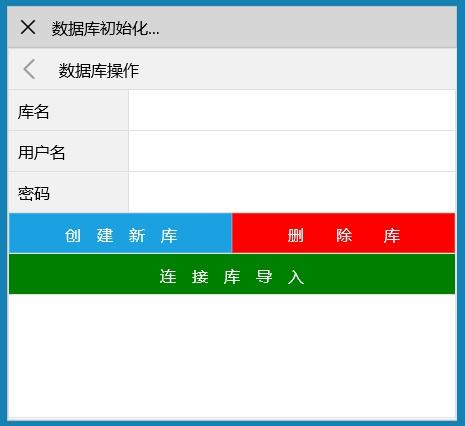 数据库初始化...
数据库操作
库名
用户名
密码
创建新库 删除库
连接库导入